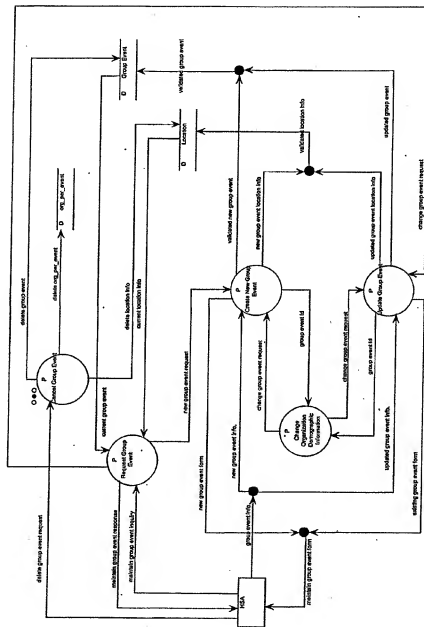 delete group event
D Group Event
validated group event
delete org_per_event
D org_per_event
D Location
validated location info
P
Cancel Group Event
delete location info
current location info
current group event
new group event request
validated new group event
new group event location info
updated group event
change group event request
updated group event location info
P
Request Group
Event
delete group event request
maintain group event response
maintain group event inquiry
P
Create New Group
Event
new group event form
new group event info.
change group event request
group event id
P
Change
Organization
Demographic
Information
change group event request
group event id
P
Update Group Event
updated group event info.
existing group event form
group event info
HSA
maintain group event form